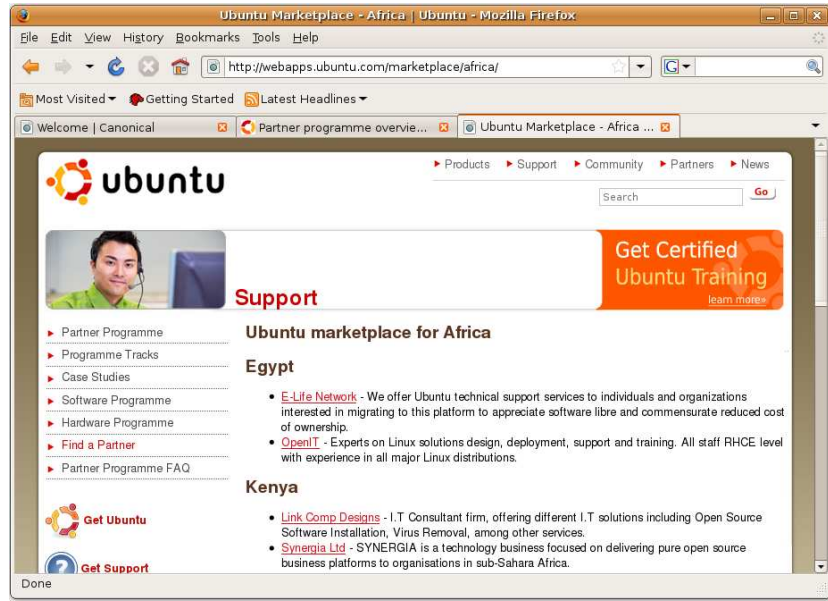 Ubuntu Marketplace - Africa | Ubuntu - Mozilla Firefox
File Edit View History Bookmarks Tools Help
http://webapps.ubuntu.com/marketplace/africa/
G
Most Visited Getting Started Latest Headlines
Welcome | Canonical Partner programme overvie... Ubuntu Marketplace - Africa ...
ubuntu
Products Support Community Partners News
Search Go
Support
Get Certified
Ubuntu Training
learn more»
Partner Programme
Programme Tracks
Case Studies
Software Programme
Hardware Programme
Find a Partner
Partner Programme FAQ
Get Ubuntu
Get Support
Ubuntu marketplace for Africa
Egypt
• E-Life Network - We offer Ubuntu technical support services to individuals and organizations
interested in migrating to this platform to appreciate software libre and commensurate reduced cost
of ownership.
• OpenIT - Experts on Linux solutions design, deployment, support and training. All staff RHCE level
with experience in all major Linux distributions.
Kenya
• Link Comp Designs - I.T Consultant firm, offering different I.T solutions including Open Source
Software Installation, Virus Removal, among other services.
• Synergia Ltd - SYNERGIA is a technology business focused on delivering pure open source
business platforms to organisations in sub-Sahara Africa.
Done